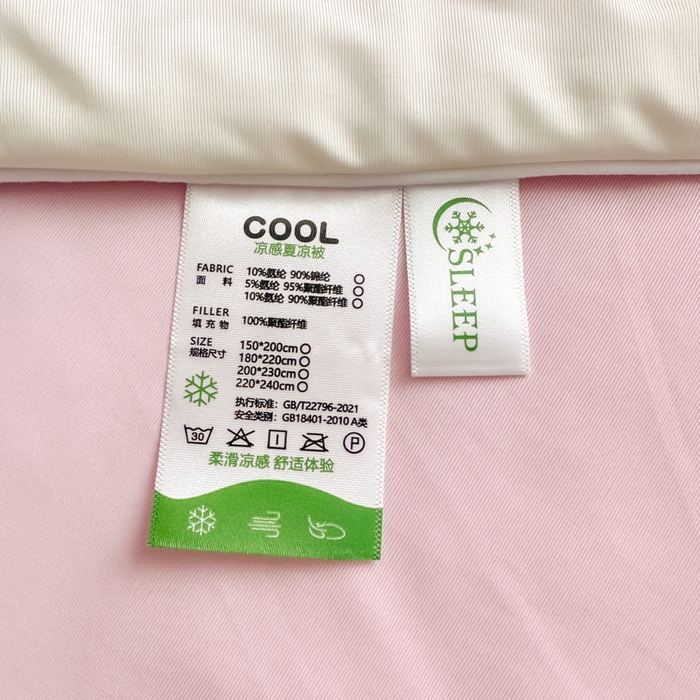 COOL
凉感夏凉被
FABRIC
面 料
10%氨纶 90%锦纶
5%氨纶 95%聚酯纤维
10%氨纶 90%聚酯纤维
FILLER
填 充 物
100%聚酯纤维
SIZE
规格尺寸
150*200cm
180*220cm
200*230cm
220*240cm
执行标准：GB/T22796-2021
安全类别：GB18401-2010 A类
30
P
柔滑凉感 舒适体验
SLEEP